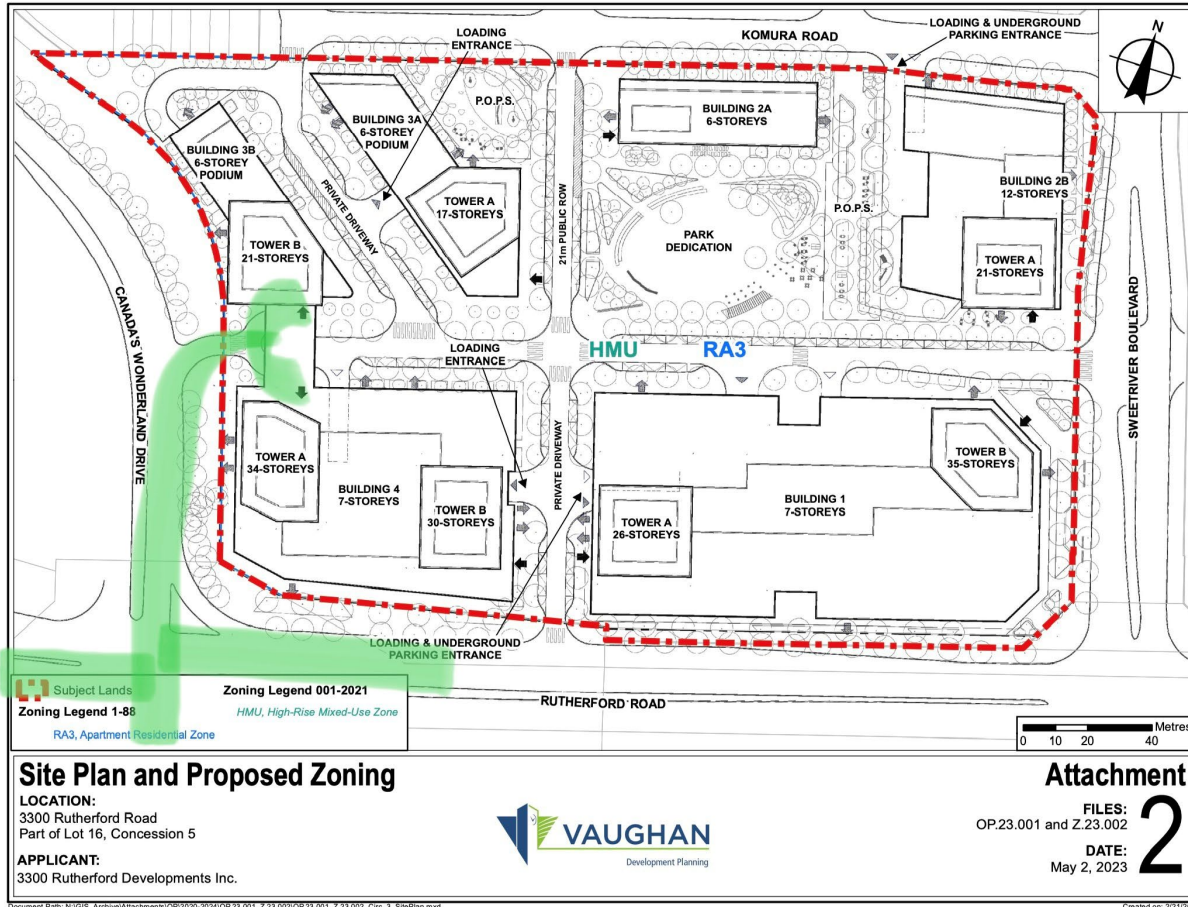 LOADING
ENTRANCE
KOMURA ROAD
LOADING & UNDERGROUND
PARKING ENTRANCE
N
P.O.P.S.
BUILDING 3A
6-STOREY
PODIUM
BUILDING 2A
6-STOREYS
BUILDING 3B
6-STOREY
PODIUM
PRIVATE DRIVEWAY
TOWER A
17-STOREYS
21m PUBLIC ROW
PARK
DEDICATION
P.O.P.S.
BUILDING 2B
12-STOREYS
TOWER B
21-STOREYS
TOWER A
21-STOREYS
CANADA'S WONDERLAND DRIVE
SWEETRIVER BOULEVARD
LOADING
ENTRANCE
HMU
RA3
TOWER A
34-STOREYS
BUILDING 4
7-STOREYS
TOWER B
30-STOREYS
PRIVATE DRIVEWAY
TOWER A
26-STOREYS
BUILDING 1
7-STOREYS
TOWER B
35-STOREYS
LOADING & UNDERGROUND
PARKING ENTRANCE
RUTHERFORD ROAD
Subject Lands
Zoning Legend 1-88
RA3, Apartment Residential Zone
Zoning Legend 001-2021
HMU, High-Rise Mixed-Use Zone
Metres
0 10 20 40
Site Plan and Proposed Zoning
LOCATION:
3300 Rutherford Road
Part of Lot 16, Concession 5
APPLICANT:
3300 Rutherford Developments Inc.
VAUGHAN
Development Planning
Attachment
FILES:
OP.23.001 and Z.23.002
DATE:
May 2, 2023
2